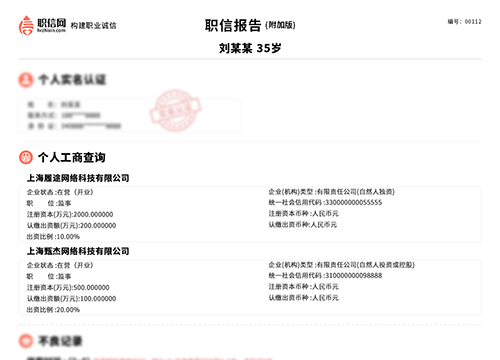 职信网 构建职业诚信
hrzhixin.com
职信报告 (附加版)
编号：00112
刘某某 35岁
个人实名认证
个人工商查询
上海履途网络科技有限公司
企业状态 :在营（开业） 企业(机构)类型 :有限责任公司(自然人独资)
职 位 :监事 统一社会信用代码 :330000000055555
注册资本(万元):2000.000000 注册资本币种 :人民币元
认缴出资额(万元):200.000000 认缴出资币种 :人民币元
出资比例 :10.00%
上海甄杰网络科技有限公司
企业状态 :在营（开业） 企业(机构)类型 :有限责任公司(自然人投资或控股)
职 位 :监事 统一社会信用代码 :310000000098888
注册资本(万元):500.000000 注册资本币种 :人民币元
认缴出资额(万元):100.000000 认缴出资币种 :人民币元
出资比例 :20.00%
不良记录